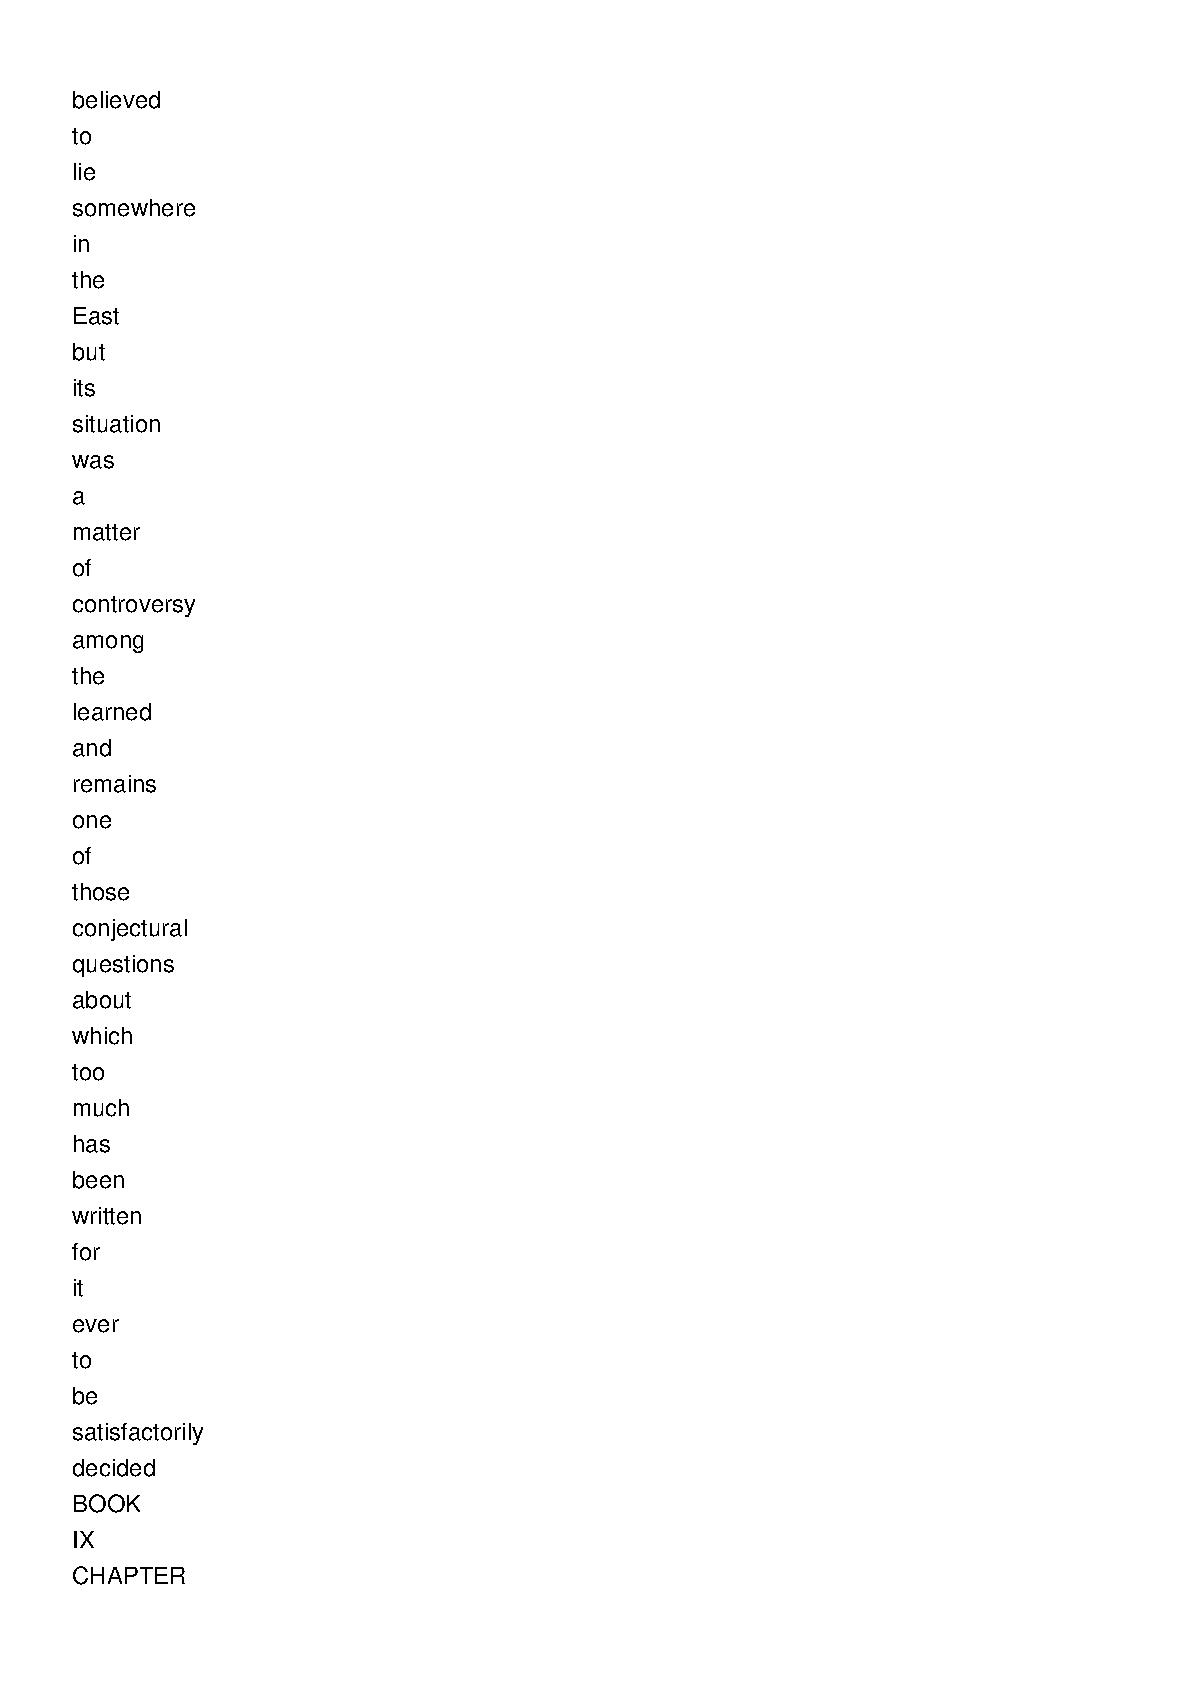 believed
to
lie
somewhere
in
the
East
but
its
situation
was
a
matter
of
controversy
among
the
learned
and
remains
one
of
those
conjectural
questions
about
which
too
much
has
been
written
for
it
ever
to
be
satisfactorily
decided
BOOK
IX
CHAPTER